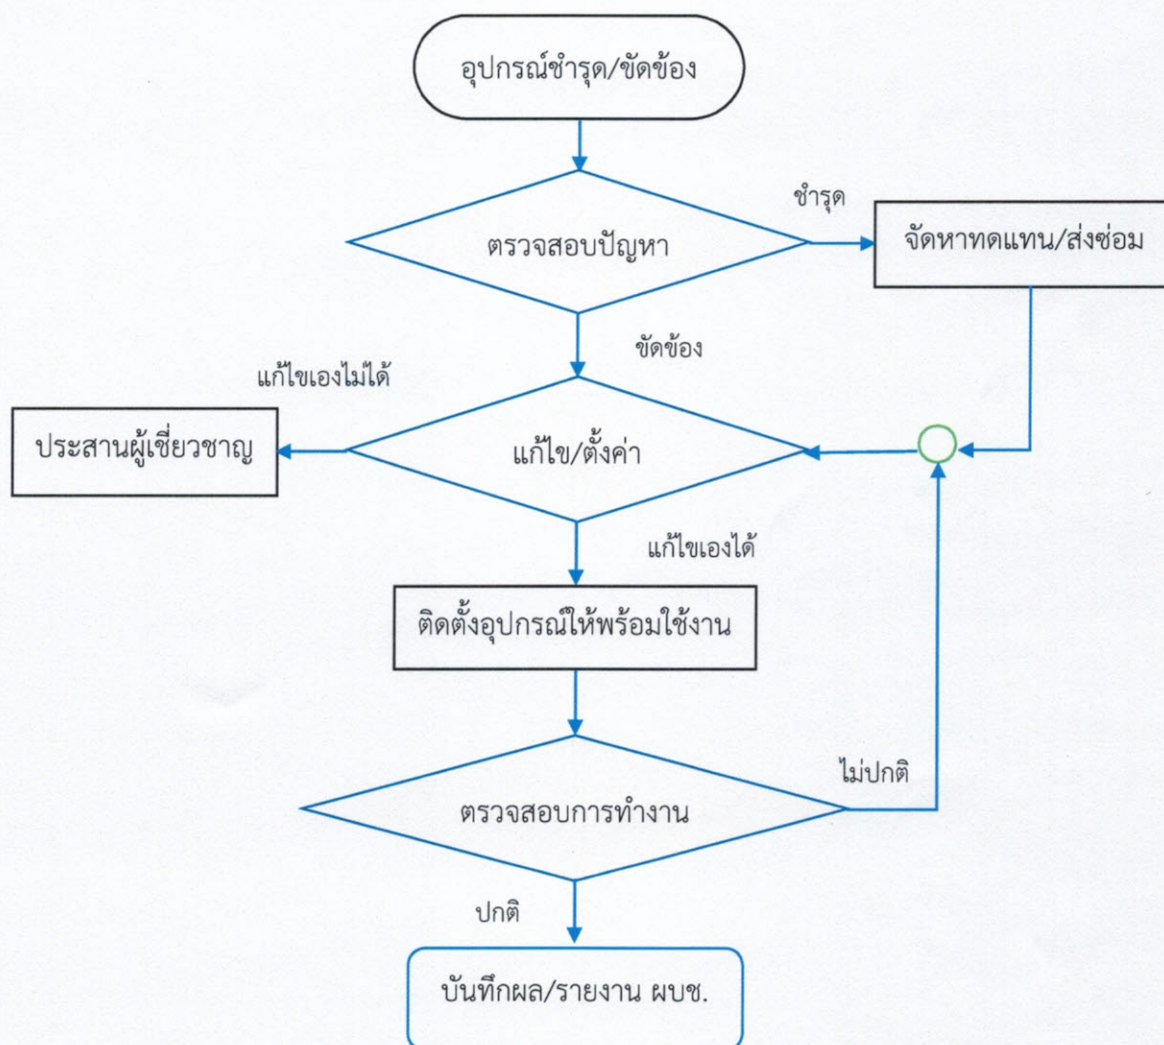 อุปกรณ์ชำรุด/ขัดข้อง
ชำรุด
ตรวจสอบปัญหา
จัดหาทดแทน/ส่งซ่อม
ขัดข้อง
แก้ไขเองไม่ได้
ประสานผู้เชี่ยวชาญ
แก้ไข/ตั้งค่า
แก้ไขเองได้
ติดตั้งอุปกรณ์ให้พร้อมใช้งาน
ไม่ปกติ
ตรวจสอบการทำงาน
ปกติ
บันทึกผล/รายงาน ผบช.